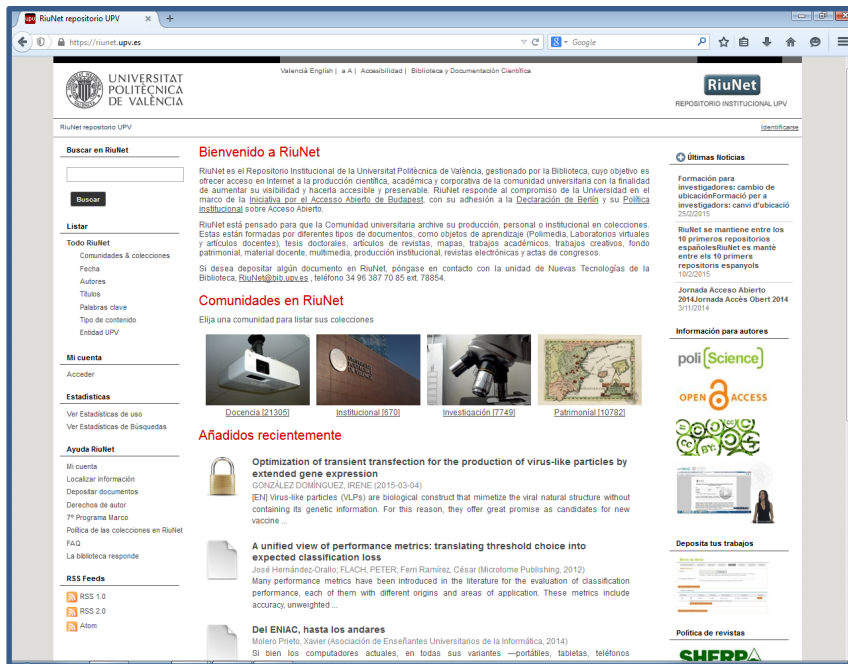 RiuNet repositorio UPV
https://riunet.upv.es
Google
UNIVERSITAT
POLITÈCNICA
DE VALÈNCIA
Valencià English | a A | Accesibilidad | Biblioteca y Documentación Científica
RiuNet
REPOSITORIO INSTITUCIONAL UPV
RiuNet repositorio UPV
Identificarse
Buscar en RiuNet
Buscar
Listar
Todo RiuNet
Comunidades & colecciones
Fecha
Autores
Títulos
Palabras clave
Tipo de contenido
Entidad UPV
Mi cuenta
Acceder
Estadísticas
Ver Estadísticas de uso
Ver Estadísticas de Búsquedas
Ayuda RiuNet
Mi cuenta
Localizar información
Depositar documentos
Derechos de autor
7º Programa Marco
Política de las colecciones en RiuNet
FAQ
La biblioteca responde
RSS Feeds
RSS 1.0
RSS 2.0
Atom
Bienvenido a RiuNet
RiuNet es el Repositorio Institucional de la Universitat Politècnica de València, gestionado por la Biblioteca, cuyo objetivo es
ofrecer acceso en Internet a la producción científica, académica y corporativa de la comunidad universitaria con la finalidad
de aumentar su visibilidad y hacerla accesible y preservable. RiuNet responde al compromiso de la Universidad en el
marco de la Iniciativa por el Accesso Abierto de Budapest, con su adhesión a la Declaración de Berlín y su Política
institucional sobre Acceso Abierto.
RiuNet está pensado para que la Comunidad universitaria archive su producción, personal o institucional en colecciones.
Estas están formadas por diferentes tipos de documentos, como objetos de aprendizaje (Polimedia, Laboratorios virtuales
y artículos docentes), tesis doctorales, artículos de revistas, mapas, trabajos académicos, trabajos creativos, fondo
patrimonial, material docente, multimedia, producción institucional, revistas electrónicas y actas de congresos.
Si desea depositar algún documento en RiuNet, póngase en contacto con la unidad de Nuevas Tecnologías de la
Biblioteca, RiuNet@bib.upv.es , teléfono 34 96 387 70 85 ext. 78854.
Comunidades en RiuNet
Elija una comunidad para listar sus colecciones
Docencia [21305]
Institucional [670]
Investigación [7749]
Patrimonial [10782]
Añadidos recientemente
Optimization of transient transfection for the production of virus-like particles by
extended gene expression
GONZÁLEZ DOMÍNGUEZ, IRENE (2015-03-04)
[EN] Virus-like particles (VLPs) are biological construct that mimetize the viral natural structure without
containing its genetic information. For this reason, they offer great promise as candidates for new
vaccine ...
A unified view of performance metrics: translating threshold choice into
expected classification loss
José Hernández-Orallo; FLACH, PETER; Ferri Ramírez, César (Microtome Publishing, 2012)
Many performance metrics have been introduced in the literature for the evaluation of classification
performance, each of them with different origins and areas of application. These metrics include
accuracy, unweighted ...
Del ENIAC, hasta los andares
Molero Prieto, Xavier (Asociación de Enseñantes Universitarios de la Informática, 2014)
Si bien los computadores actuales, en todas sus variantes —portátiles, tabletas, teléfonos
Últimas Noticias
Formación para
investigadores: cambio de
ubicaciónFormació per a
investigadors: canvi d'ubicació
25/2/2015
RiuNet se mantiene entre los
10 primeros repositorios
españolesRiuNet es mantè
entre els 10 primers
repositoris espanyols
10/2/2015
Jornada Acceso Abierto
2014Jornada Accés Obert 2014
3/11/2014
Información para autores
poli[Science]
OPEN ACCESS
Deposita tus trabajos
Política de revistas
SHERPA